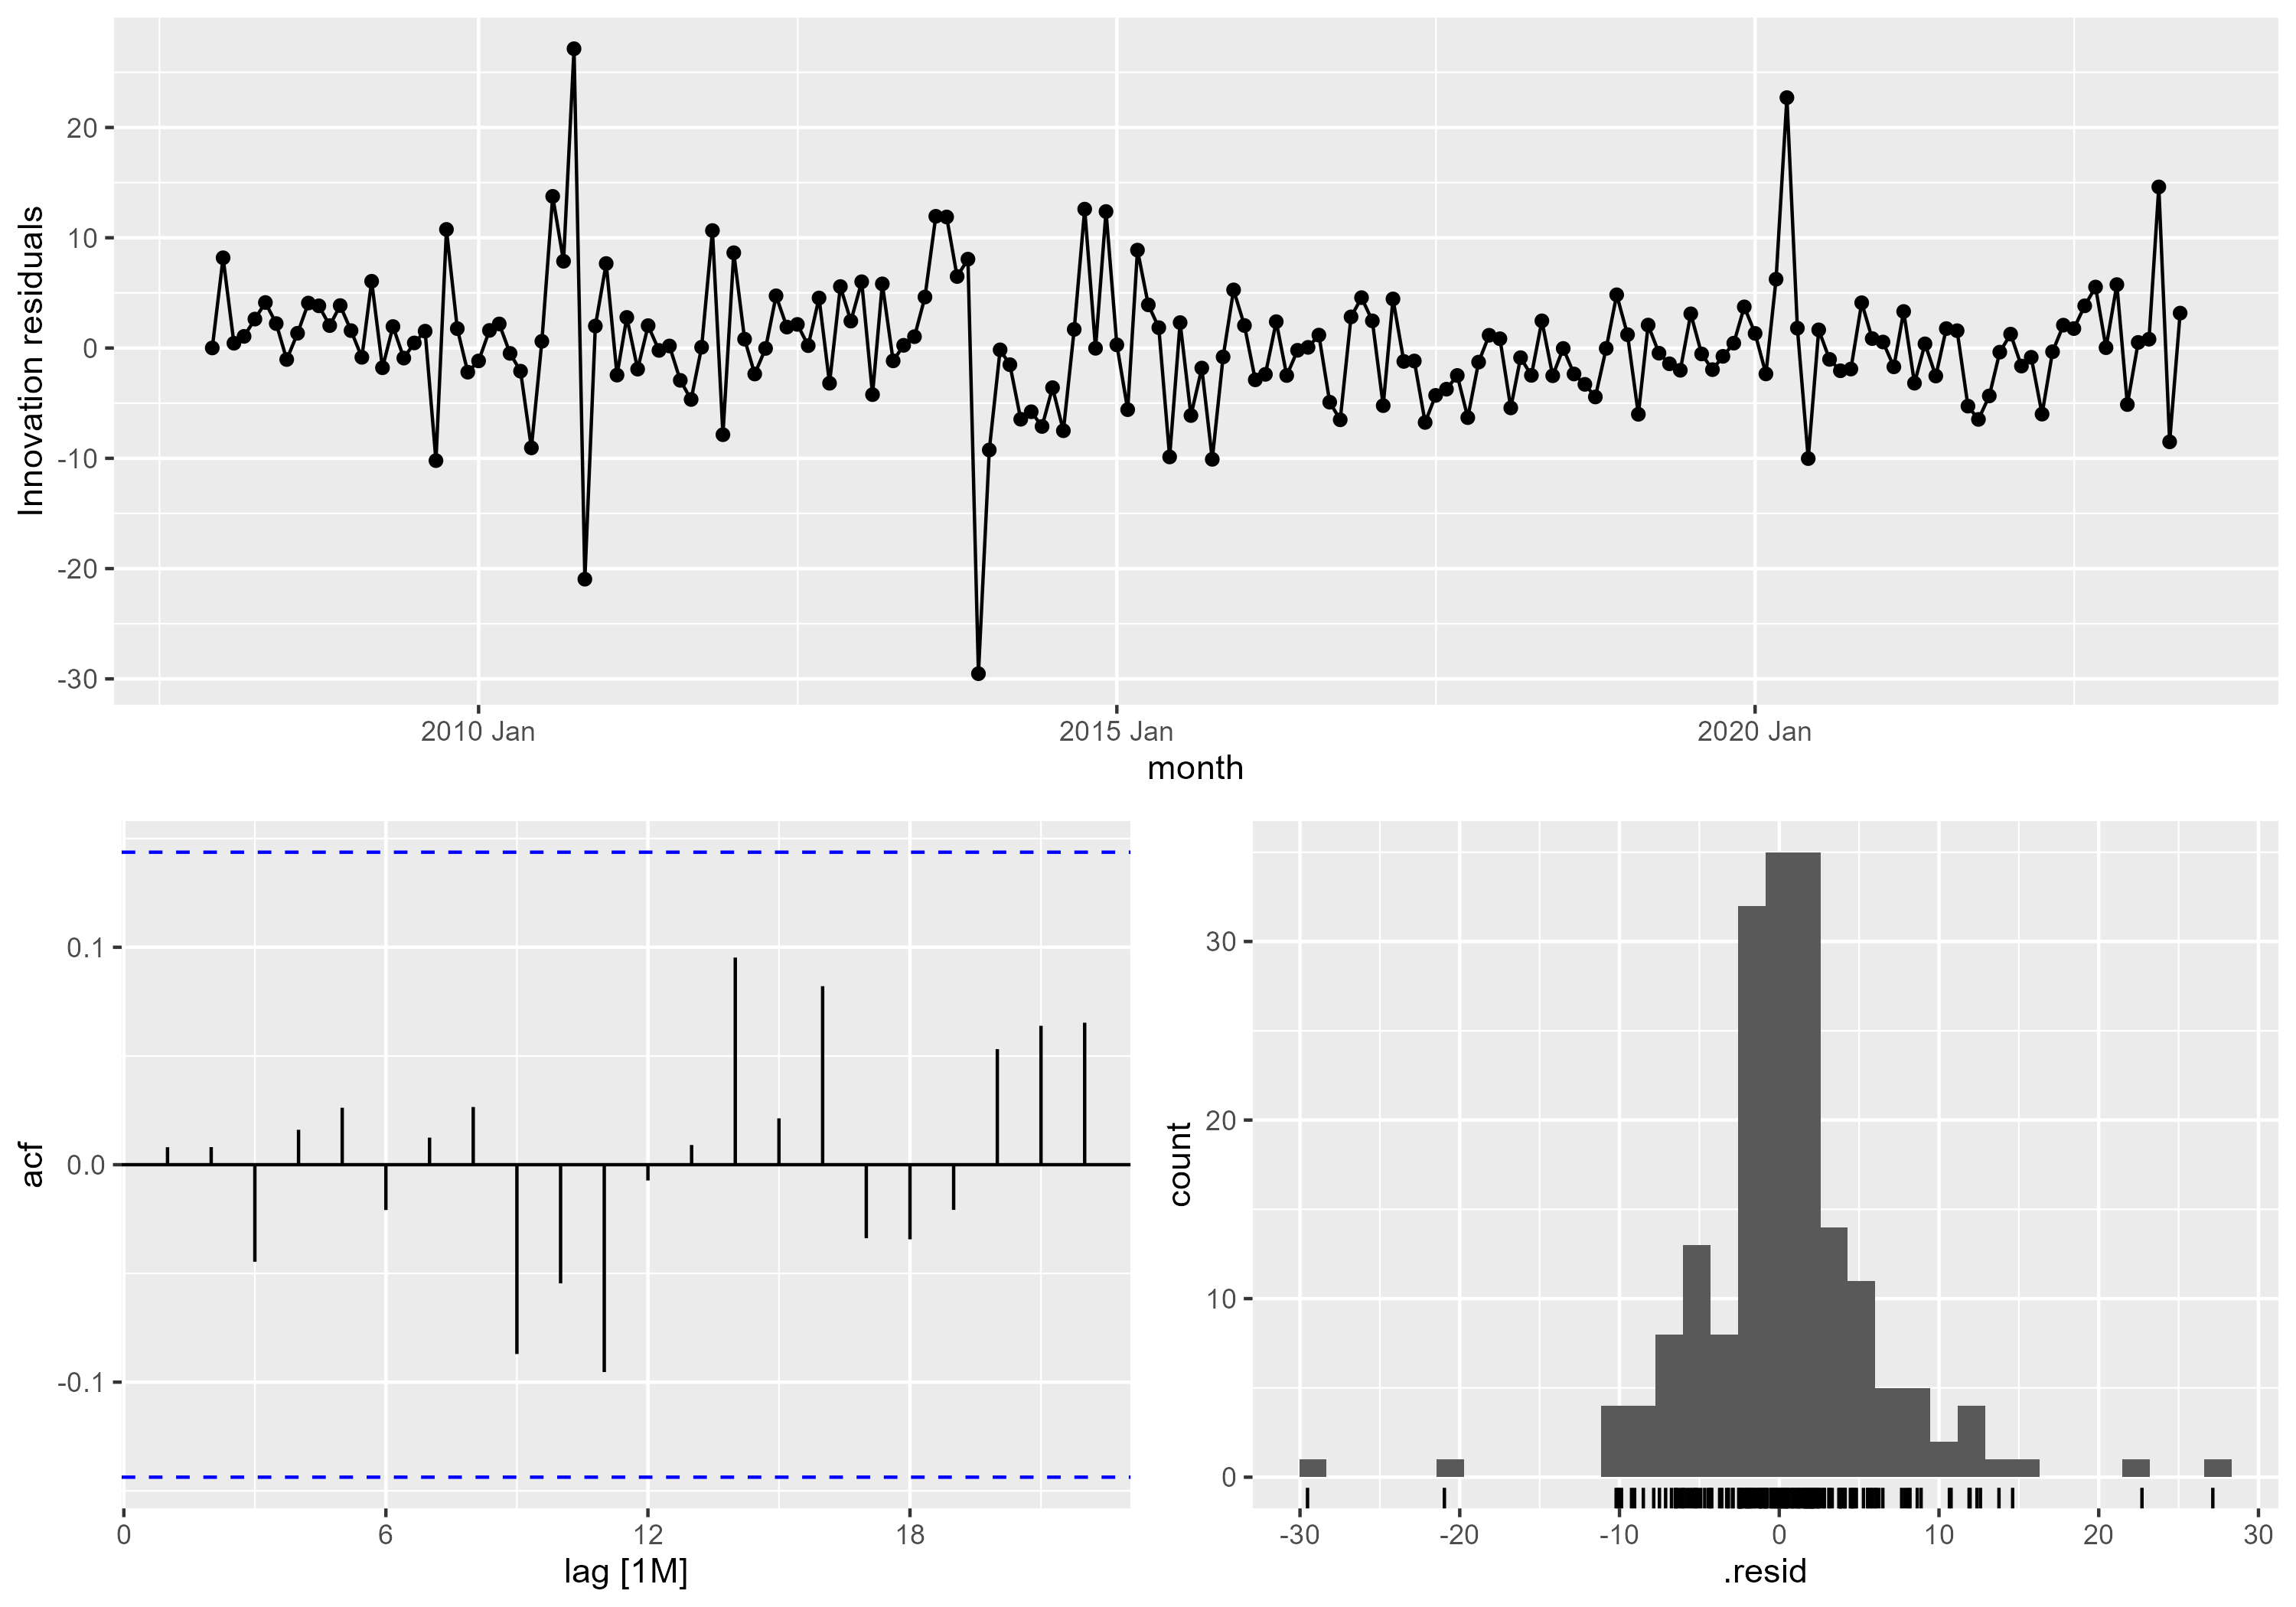 Innovation residuals
20
10
0
-10
-20
-30
2010 Jan 2015 Jan 2020 Jan
month
acf
0.1
0.0
-0.1
0 6 12 18
lag [1M]
count
30
20
10
0
-30 -20 -10 0 10 20 30
.resid